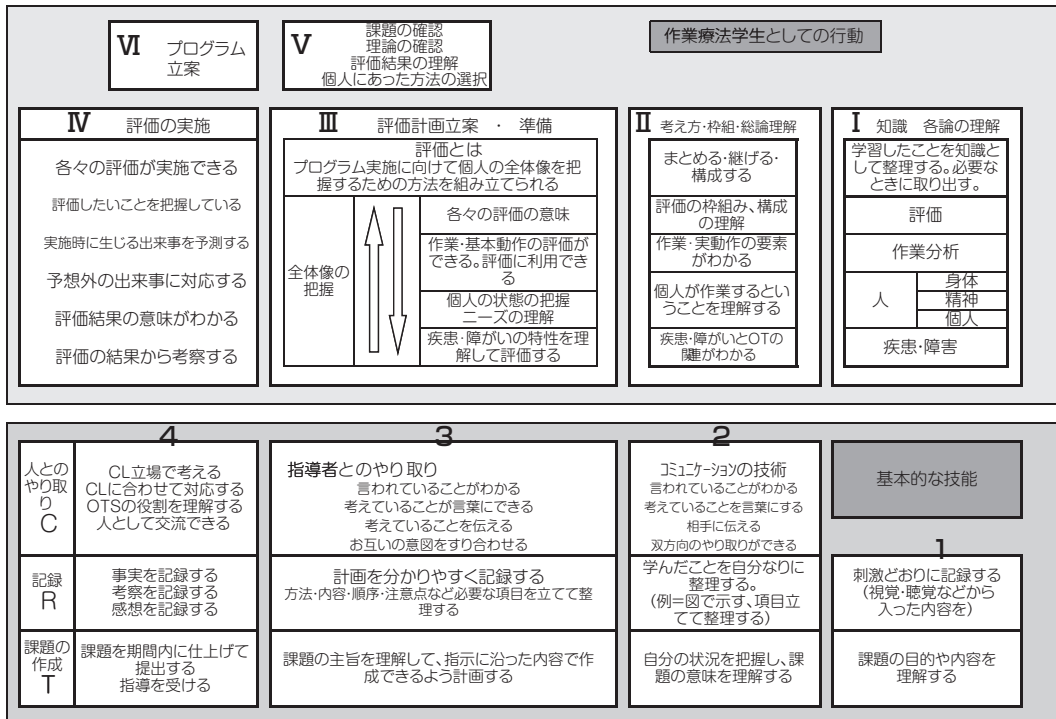 Ⅵ プログラム
立案
Ⅴ 課題の確認
理論の確認
評価結果の理解
個人にあった方法の選択
作業療法学生としての行動
Ⅳ 評価の実施
各々の評価が実施できる
評価したいことを把握している
実施時に生じる出来事を予測する
予想外の出来事に対応する
評価結果の意味がわかる
評価の結果から考察する
Ⅲ 評価計画立案 ・ 準備
評価とは
プログラム実施に向けて個人の全体像を把
握するための方法を組み立てられる
全体像の
把握
各々の評価の意味
作業・基本動作の評価が
できる。評価に利用でき
る
個人の状態の把握
ニーズの理解
疾患・障がいの特性を理
解して評価する
Ⅱ 考え方・枠組・総論理解
まとめる・継げる・
構成する
評価の枠組み、構成
の理解
作業・実動作の要素
がわかる
個人が作業するとい
うことを理解する
疾患・障がいとOTの
関連がわかる
Ⅰ 知識 各論の理解
学習したことを知識と
して整理する。必要な
ときに取り出す。
評価
作業分析
人
身体
精神
個人
疾患・障害
4
3
2
基本的な技能
1
人との
やり取
り
C
CL立場で考える
CLに合わせて対応する
OTSの役割を理解する
人として交流できる
指導者とのやり取り
言われていることがわかる
考えていることが言葉にできる
考えていることを伝える
お互いの意図をすり合わせる
コミュニケーションの技術
言われていることがわかる
考えていることを言葉にする
相手に伝える
双方向のやり取りができる
記録
R
事実を記録する
考察を記録する
感想を記録する
計画を分かりやすく記録する
方法・内容・順序・注意点など必要な項目を立てて整
理する
学んだことを自分なりに
整理する。
(例=図で示す、項目立
てて整理する)
刺激どおりに記録する
(視覚・聴覚などから
入った内容を)
課題の
作成
T
課題を期間内に仕上げて
提出する
指導を受ける
課題の主旨を理解して、指示に沿った内容で作
成できるよう計画する
自分の状況を把握し、課
題の意味を理解する
課題の目的や内容を
理解する